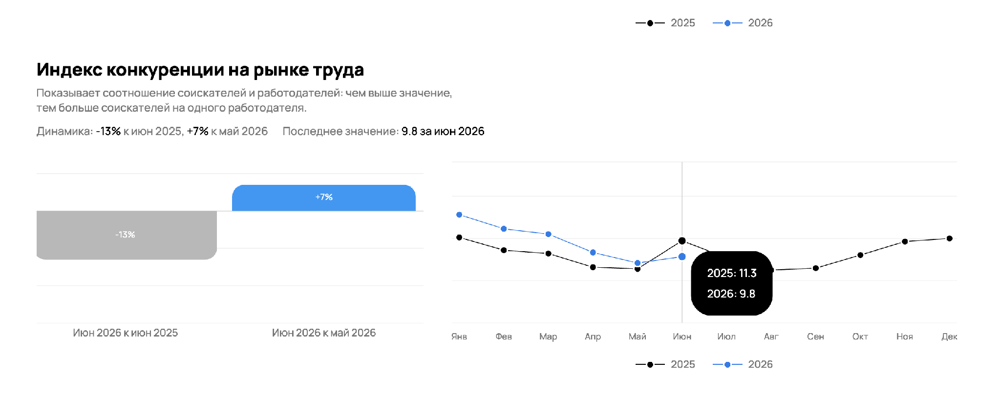 2025 2026
Индекс конкуренции на рынке труда
Показывает соотношение соискателей и работодателей: чем выше значение,
тем больше соискателей на одного работодателя.
Динамика: -13% к июн 2025, +7% к май 2026 Последнее значение: 9.8 за июн 2026
+7%
-13%
Июн 2026 к июн 2025 Июн 2026 к май 2026
2025: 11.3
2026: 9.8
Янв Фев Мар Апр Май Июн Июл Авг Сен Окт Ноя Дек
2025 2026